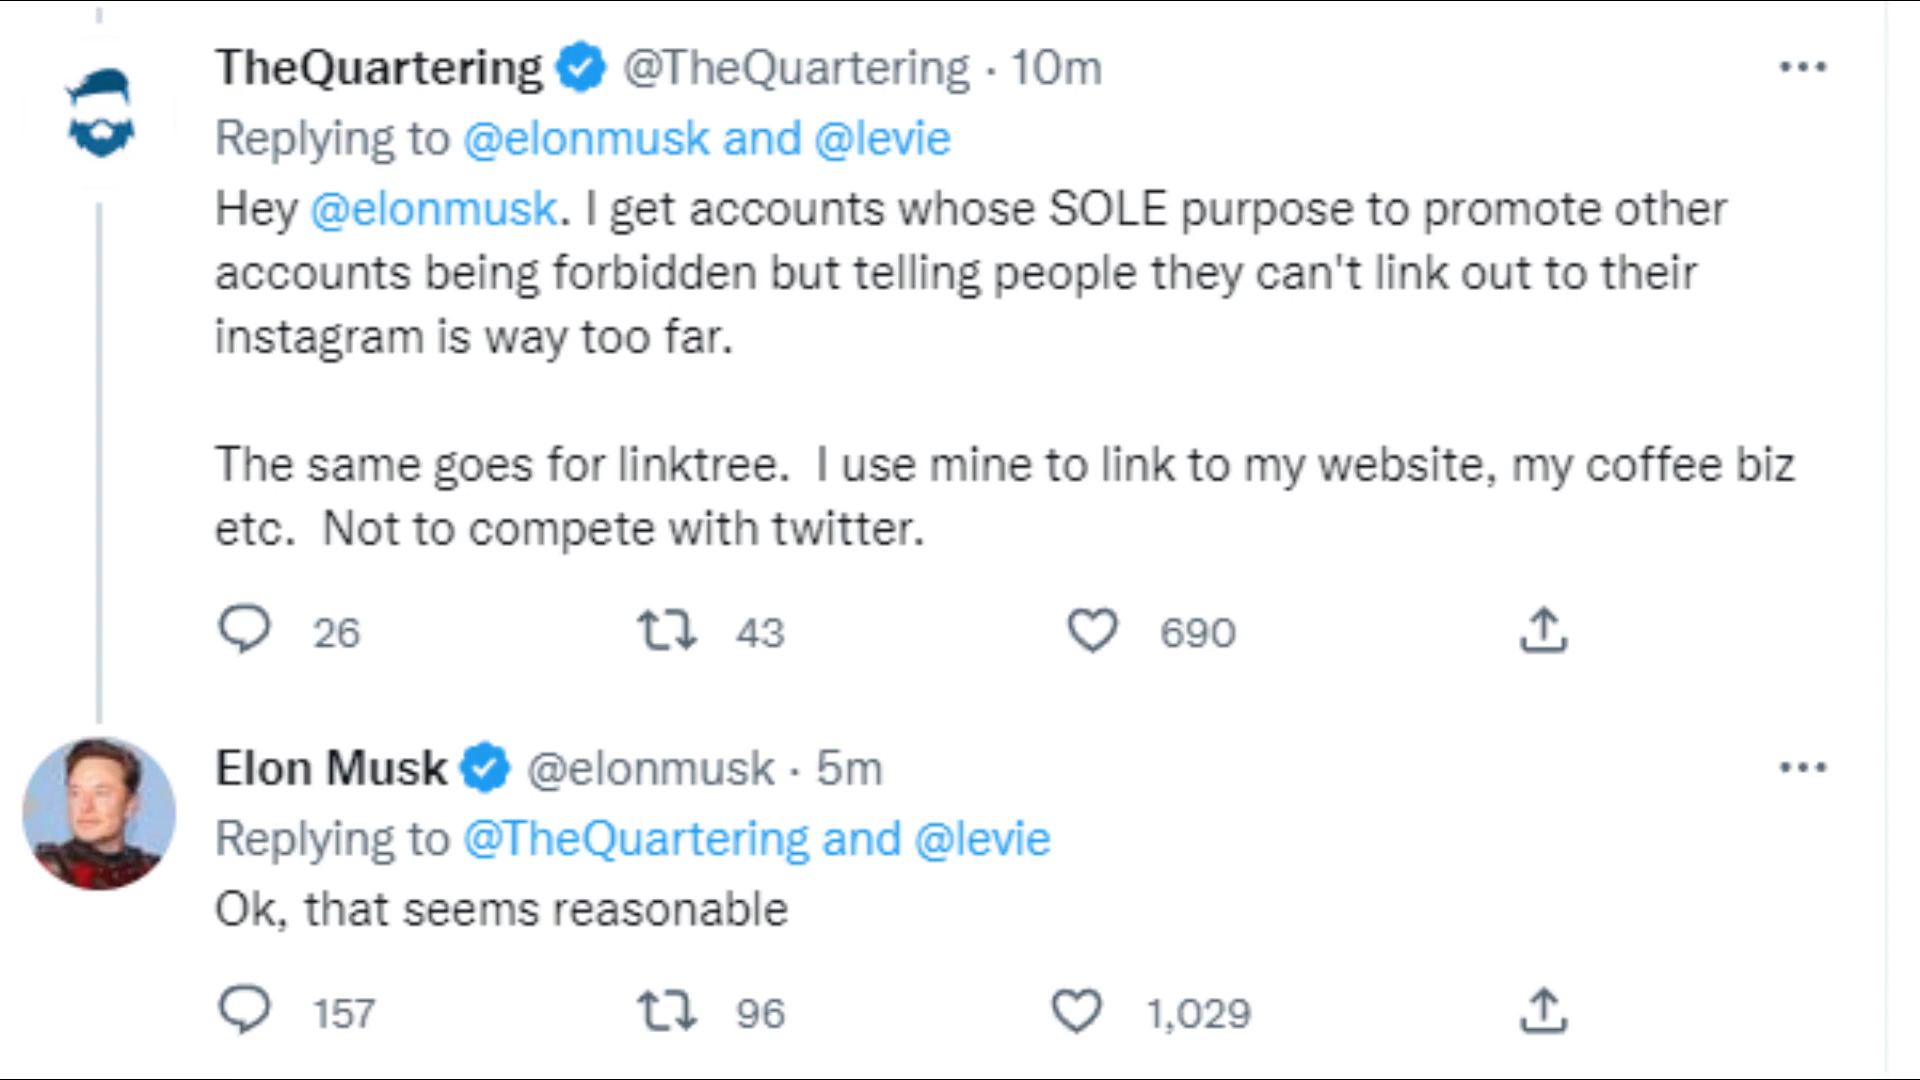 TheQuartering @TheQuartering · 10m
Replying to @elonmusk and @levie
Hey @elonmusk. I get accounts whose SOLE purpose to promote other
accounts being forbidden but telling people they can't link out to their
instagram is way too far.
The same goes for linktree.  I use mine to link to my website, my coffee biz
etc.  Not to compete with twitter.
26 43 690
Elon Musk @elonmusk · 5m
Replying to @TheQuartering and @levie
Ok, that seems reasonable
157 96 1,029